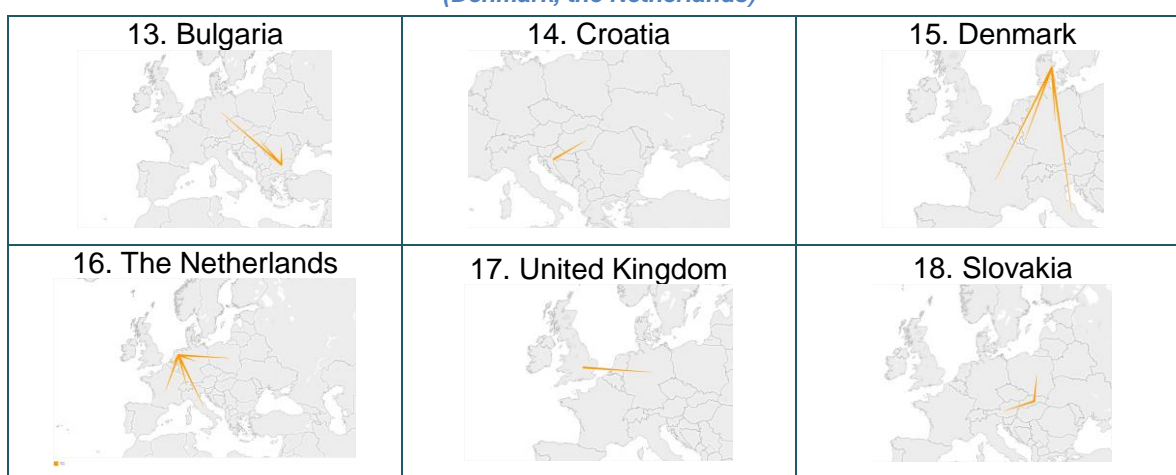 (Denmark, the Netherlands)
13. Bulgaria
14. Croatia
15. Denmark
16. The Netherlands
17. United Kingdom
18. Slovakia